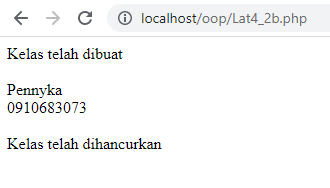 localhost/oop/Lat4_2b.php
Kelas telah dibuat
Pennyka
0910683073
Kelas telah dihancurkan